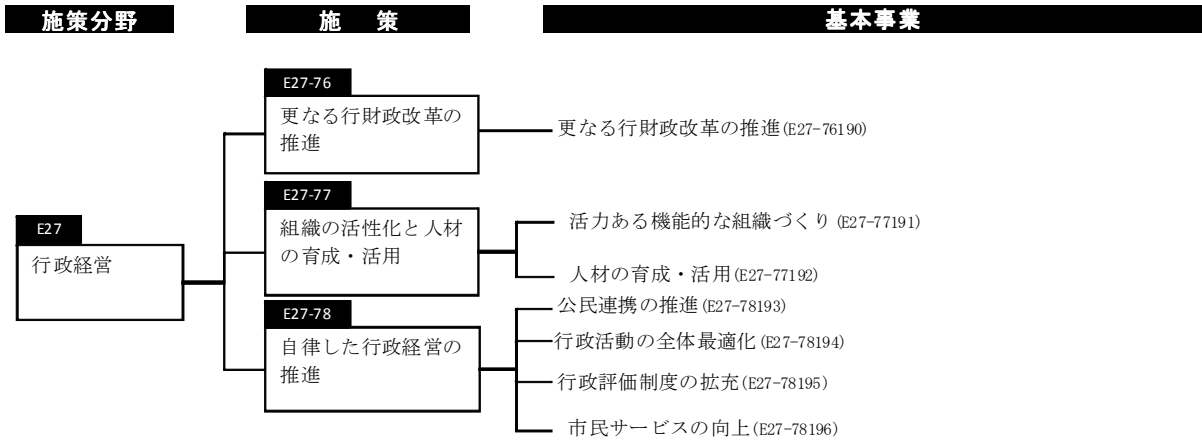 施策分野
施 策
基本事業
E27
行政経営
E27-76
更なる行財政改革の
推進
更なる行財政改革の推進(E27-76190)
E27-77
組織の活性化と人材
の育成・活用
活力ある機能的な組織づくり(E27-77191)
人材の育成・活用(E27-77192)
E27-78
自律した行政経営の
推進
公民連携の推進(E27-78193)
行政活動の全体最適化(E27-78194)
行政評価制度の拡充(E27-78195)
市民サービスの向上(E27-78196)